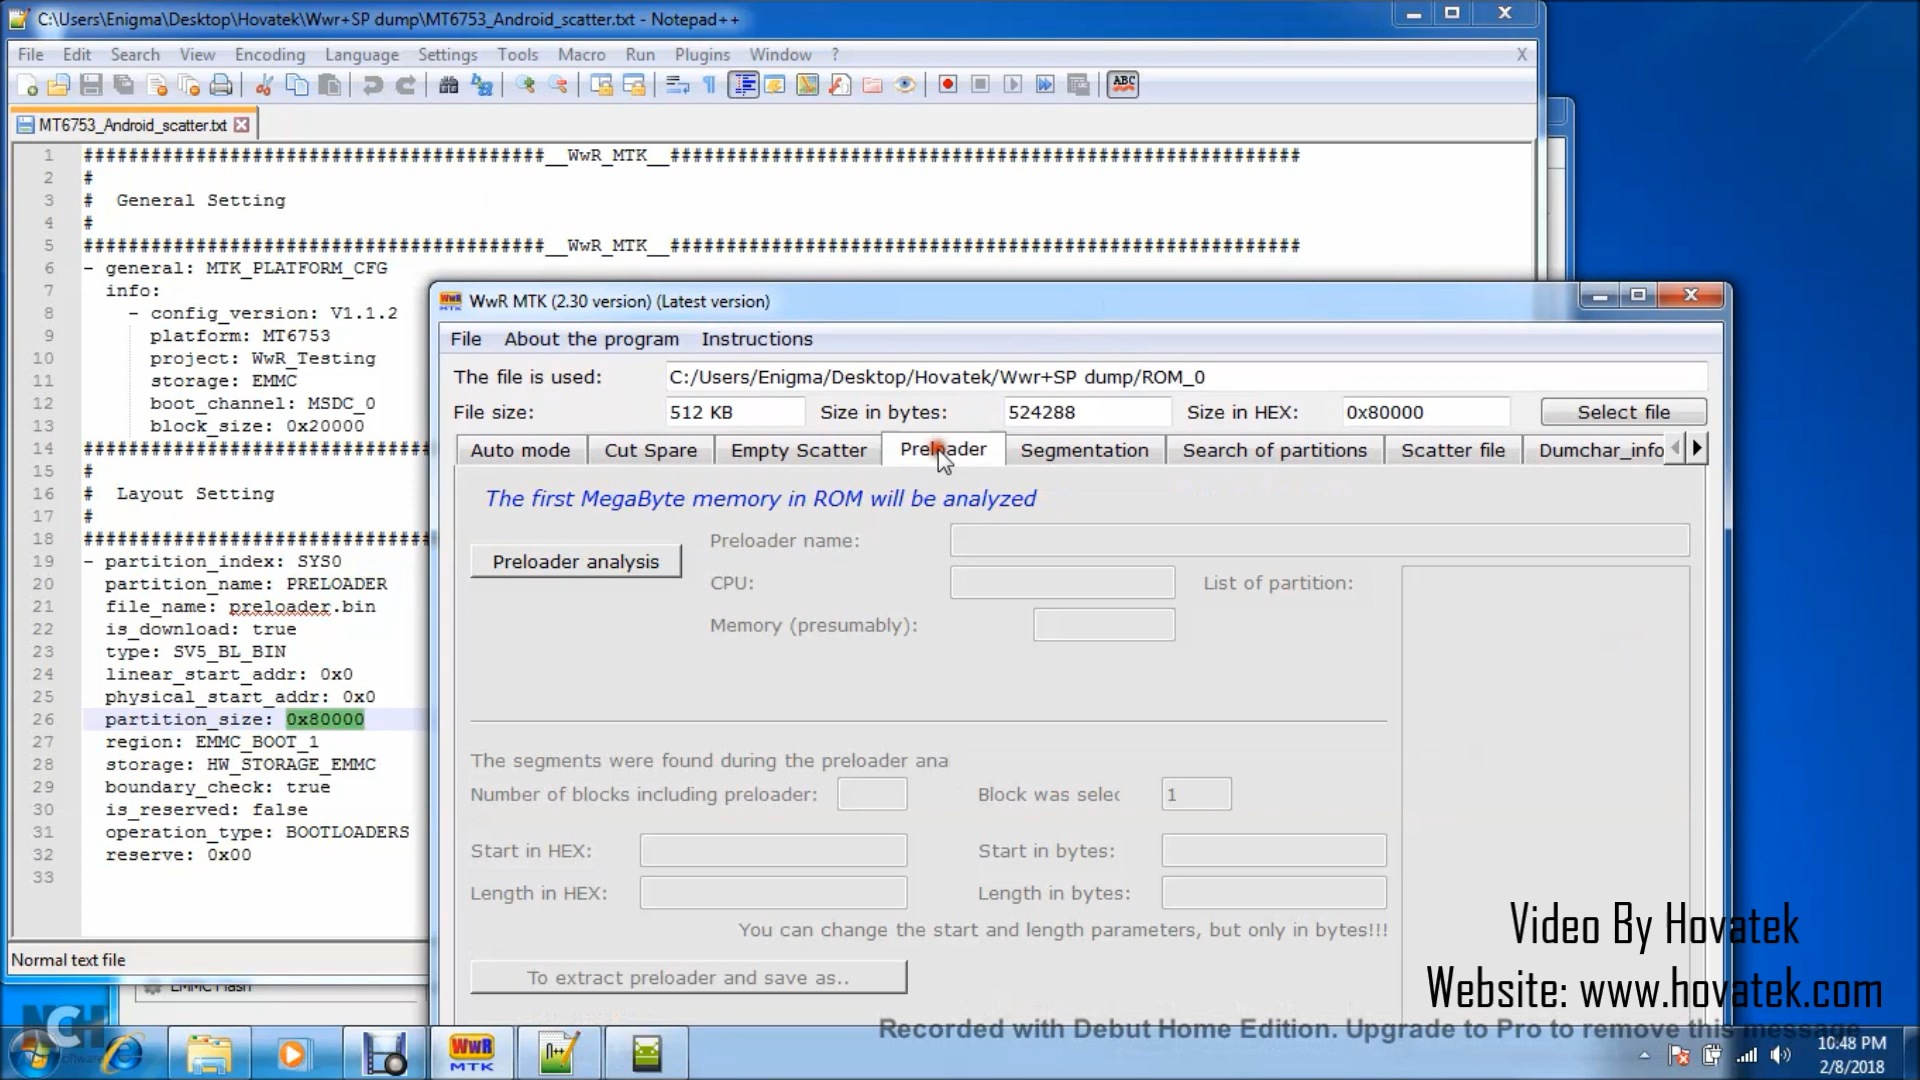 C:\Users\Enigma\Desktop\Hovatek\Wwr+SP dump\MT6753_Android_scatter.txt - Notepad++
File Edit Search View Encoding Language Settings Tools Macro Run Plugins Window ? X
ABC
MT6753_Android_scatter.txt
1 ##########################################__WwR_MTK__#########################################################
2 #
3 # General Setting
4 #
5 ##########################################__WwR_MTK__#########################################################
6 - general: MTK_PLATFORM_CFG
7 info:
8 - config_version: V1.1.2
9 platform: MT6753
10 project: WwR_Testing
11 storage: EMMC
12 boot_channel: MSDC_0
13 block_size: 0x20000
14 ###############################
15 #
16 # Layout Setting
17 #
18 ###############################
19 - partition_index: SYS0
20 partition_name: PRELOADER
21 file_name: preloader.bin
22 is_download: true
23 type: SV5_BL_BIN
24 linear_start_addr: 0x0
25 physical_start_addr: 0x0
26 partition_size: 0x80000
27 region: EMMC_BOOT_1
28 storage: HW_STORAGE_EMMC
29 boundary_check: true
30 is_reserved: false
31 operation_type: BOOTLOADERS
32 reserve: 0x00
33
Normal text file
EMMC Flash
WwR MTK (2.30 version) (Latest version)
File About the program Instructions
The file is used: C:/Users/Enigma/Desktop/Hovatek/Wwr+SP dump/ROM_0
File size: 512 KB Size in bytes: 524288 Size in HEX: 0x80000 Select file
Auto mode Cut Spare Empty Scatter Preloader Segmentation Search of partitions Scatter file Dumchar_info
The first MegaByte memory in ROM will be analyzed
Preloader analysis Preloader name:
CPU: List of partition:
Memory (presumably):
The segments were found during the preloader ana
Number of blocks including preloader: Block was selec 1
Start in HEX: Start in bytes:
Length in HEX: Length in bytes:
You can change the start and length parameters, but only in bytes!!!
To extract preloader and save as..
Video By Hovatek
Website: www.hovatek.com
Recorded with Debut Home Edition. Upgrade to Pro to remove this message
NCH Software
WwR MTK
10:48 PM
2/8/2018